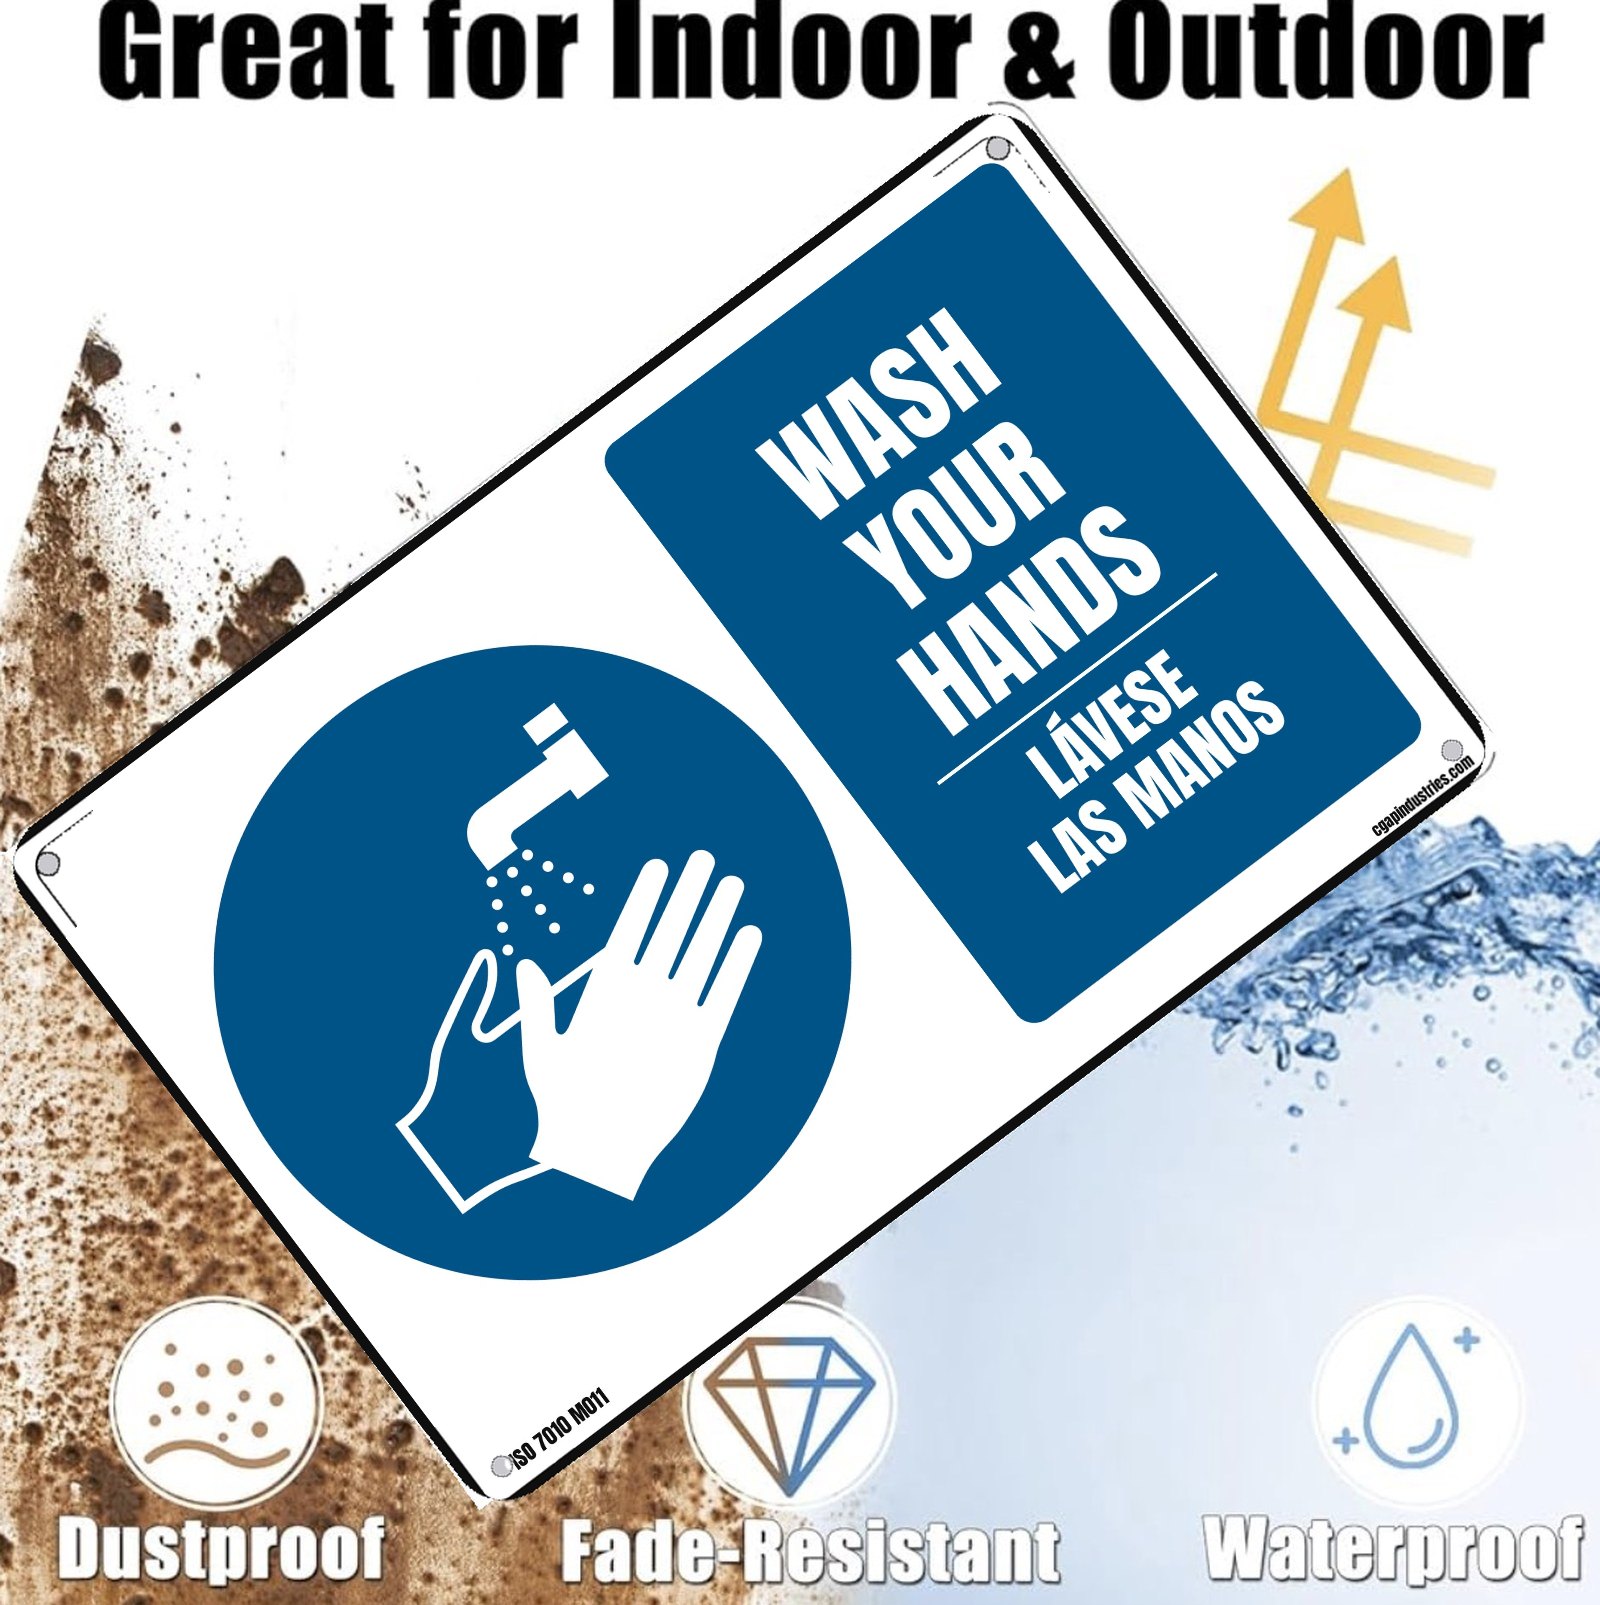 Great for Indoor & Outdoor
WASH
YOUR
HANDS
LÁVESE
LAS MANOS
cgapindustries.com
ISO 7010 M011
Dustproof
Fade-Resistant
Waterproof